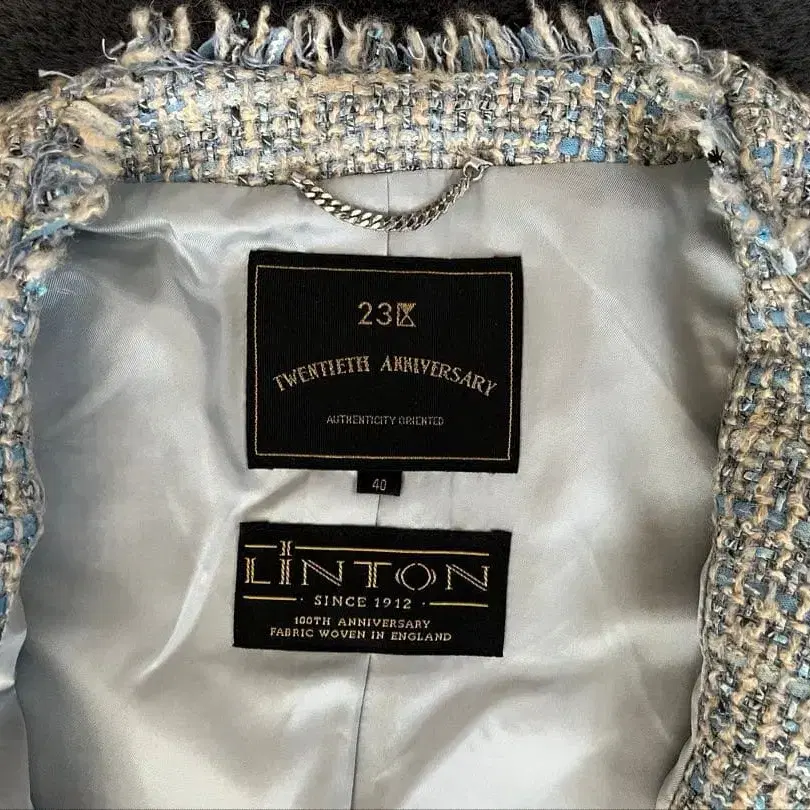 23区
TWENTIETH ANNIVERSARY
AUTHENTICITY ORIENTED
40
LINTON
· SINCE 1912 ·
100TH ANNIVERSARY
FABRIC WOVEN IN ENGLAND